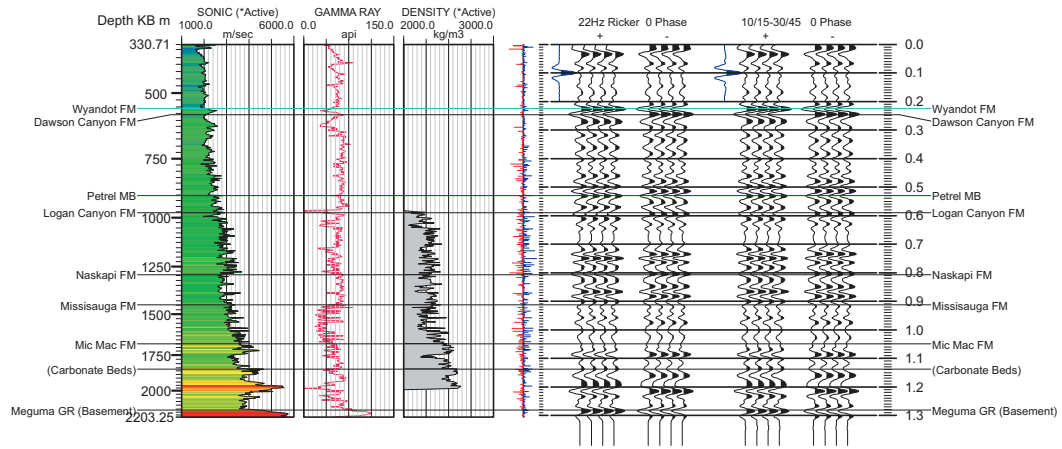 SONIC (*Active) GAMMA RAY DENSITY (*Active)
Depth KB m 1000.0 6000.0 0.0 150.0 2000.0 3000.0 22Hz Ricker 0 Phase 10/15-30/45 0 Phase
m/sec api kg/m3 + - + -
330.71 0.0
0.1
500 0.2
Wyandot FM Wyandot FM
Dawson Canyon FM Dawson Canyon FM
0.3
750 0.4
0.5
Petrel MB Petrel MB
Logan Canyon FM Logan Canyon FM
1000 0.6
0.7
1250 0.8
Naskapi FM Naskapi FM
0.9
Missisauga FM Missisauga FM
1500 1.0
Mic Mac FM Mic Mac FM
1750 1.1
(Carbonate Beds) (Carbonate Beds)
2000 1.2
Meguma GR (Basement) Meguma GR (Basement)
2203.25 1.3